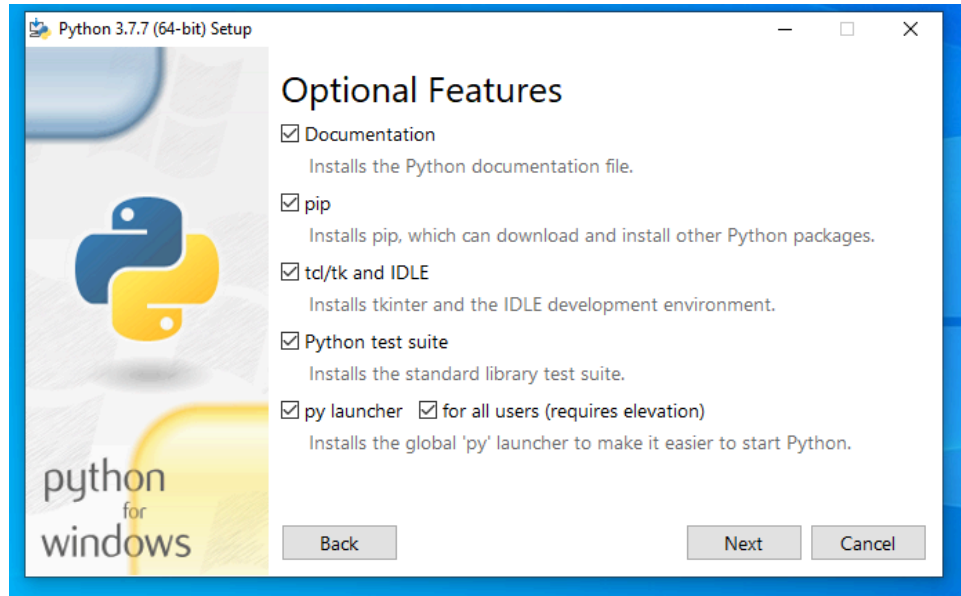 Python 3.7.7 (64-bit) Setup
Optional Features
Documentation
Installs the Python documentation file.
pip
Installs pip, which can download and install other Python packages.
tcl/tk and IDLE
Installs tkinter and the IDLE development environment.
Python test suite
Installs the standard library test suite.
py launcher for all users (requires elevation)
Installs the global 'py' launcher to make it easier to start Python.
python
for
windows
Back Next Cancel